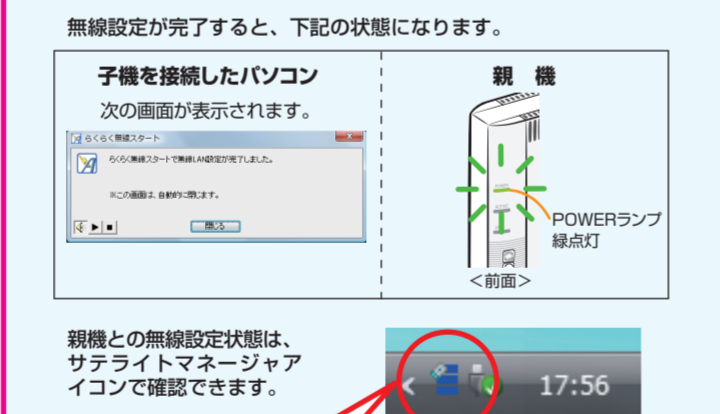 無線設定が完了すると、下記の状態になります。
子機を接続したパソコン
次の画面が表示されます。
らくらく無線スタート
らくらく無線スタートで無線LAN設定が完了しました。
※この画面は、自動的に閉じます。
閉じる
親 機
POWERランプ
緑点灯
<前面>
親機との無線設定状態は、
サテライトマネージャア
イコンで確認できます。
17:56